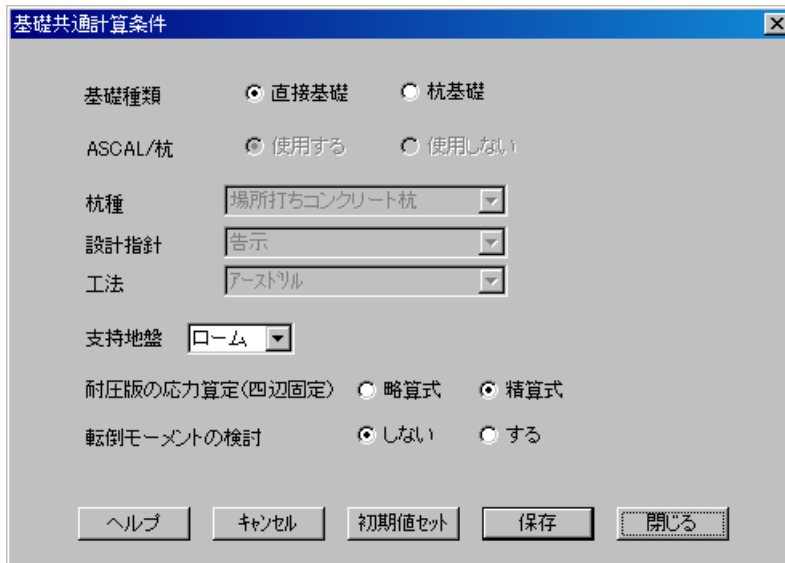 基礎共通計算条件
基礎種類 直接基礎 杭基礎
ASCAL/杭 使用する 使用しない
杭種 場所打ちコンクリート杭
設計指針 告示
工法 アースドリル
支持地盤 ローム
耐圧版の応力算定(四辺固定) 略算式 精算式
転倒モーメントの検討 しない する
ヘルプ キャンセル 初期値セット 保存 閉じる